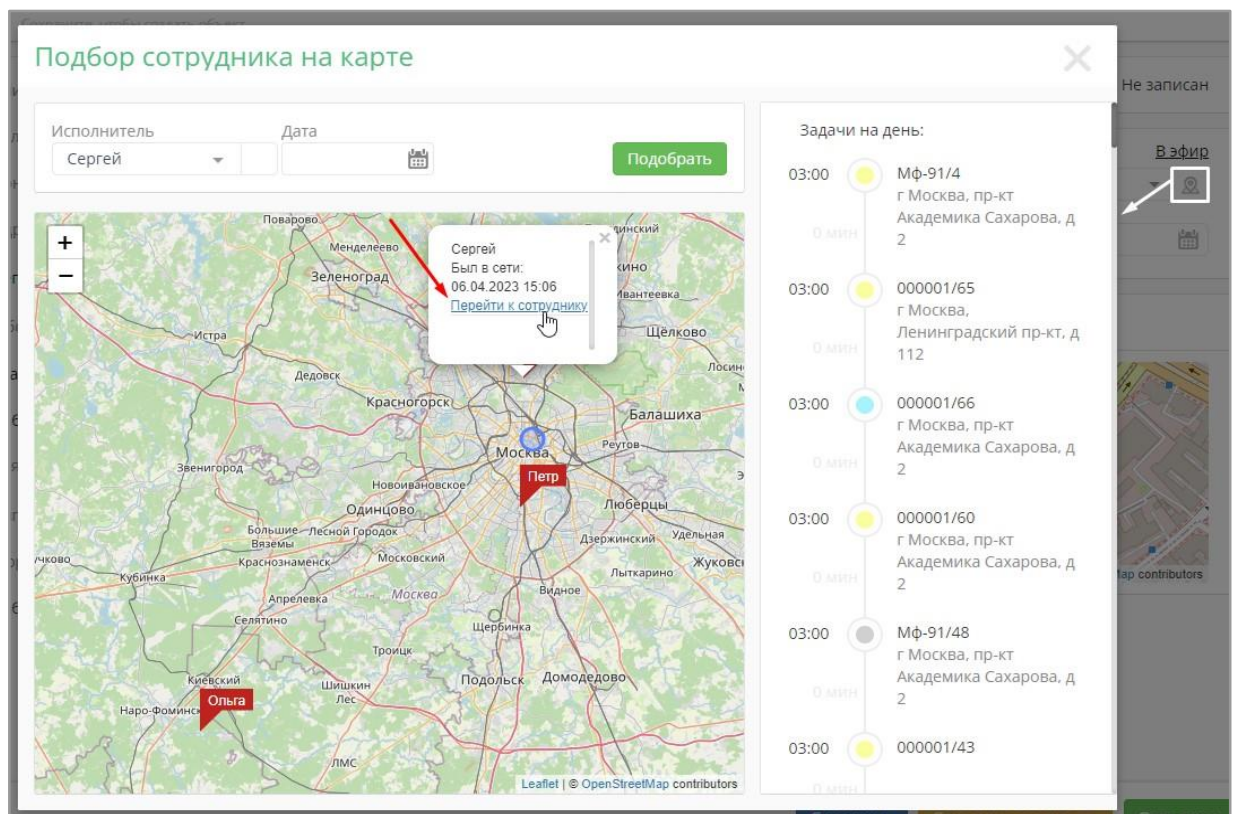 Подбор сотрудника на карте
Не записан
Исполнитель
Дата
Сергей
Подобрать
В эфир
Задачи на день:
03:00
Мф-91/4
г Москва, пр-кт
Академика Сахарова, д
2
0 мин
03:00
000001/65
г Москва,
Ленинградский пр-кт, д
112
0 мин
03:00
000001/66
г Москва, пр-кт
Академика Сахарова, д
2
0 мин
03:00
000001/60
г Москва, пр-кт
Академика Сахарова, д
2
0 мин
03:00
Мф-91/48
г Москва, пр-кт
Академика Сахарова, д
2
0 мин
03:00
000001/43
0 мин
+
−
Сергей
Был в сети:
06.04.2023 15:06
Перейти к сотруднику
Поварово
Менделеево
Зеленоград
Истра
Щёлково
Дедовск
Красногорск
Балашиха
Москва
Реутов
Петр
Звенигород
Новоивановское
Одинцово
Люберцы
Большие
Вяземы
Лесной Городок
Дзержинский
Удельная
Краснознаменск
Московский
Кубинка
Лыткарино
Апрелевка
Москва
Видное
Селятино
Щербинка
Троицк
Киевский
Шишкин
Лес
Подольск
Домодедово
Ольга
ЛМС
Leaflet | © OpenStreetMap contributors
contributors